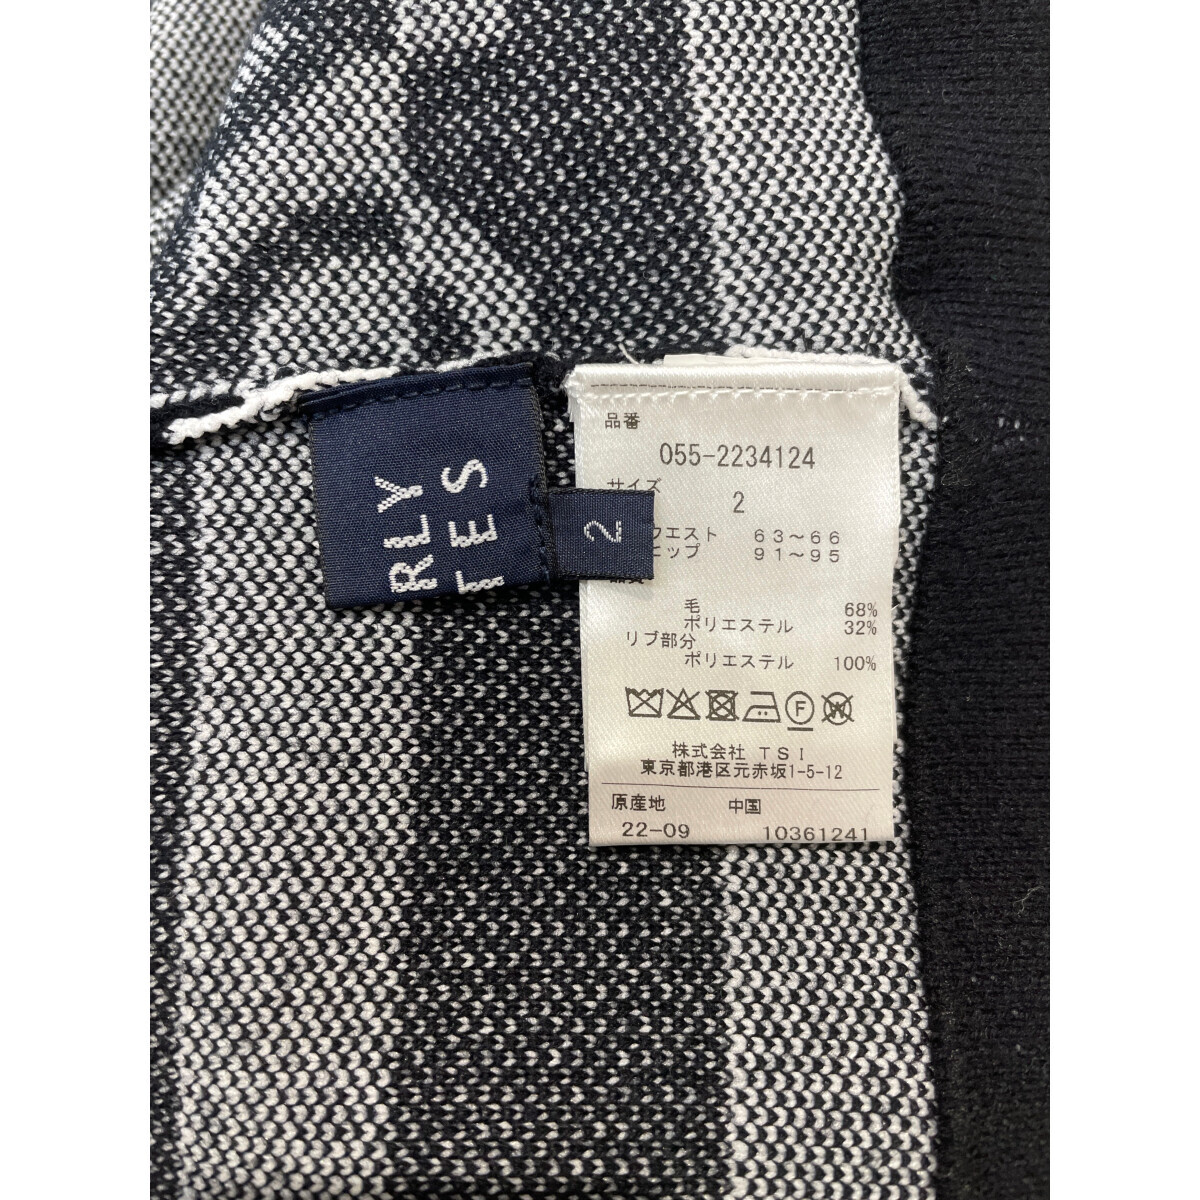 RLY
TES
2
品番
055-2234124
サイズ
2
ウエスト 63～66
ヒップ 91～95
毛 68%
ポリエステル 32%
リブ部分
ポリエステル 100%
F
W
株式会社 TSI
東京都港区元赤坂1-5-12
原産地 中国
22-09 10361241